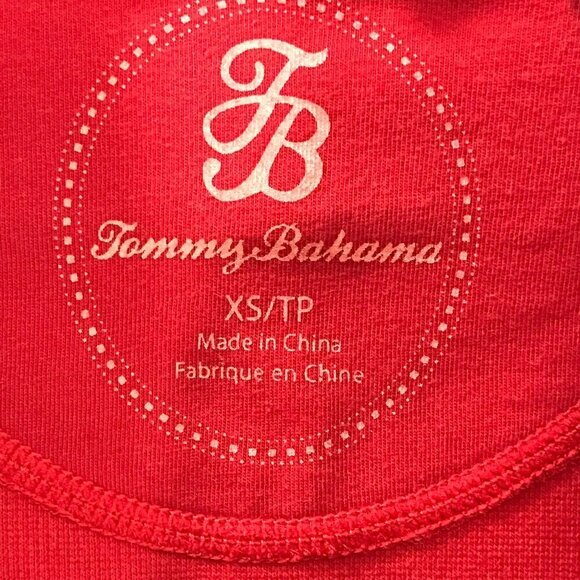 TB
Tommy Bahama
XS/TP
Made in China
Fabrique en Chine